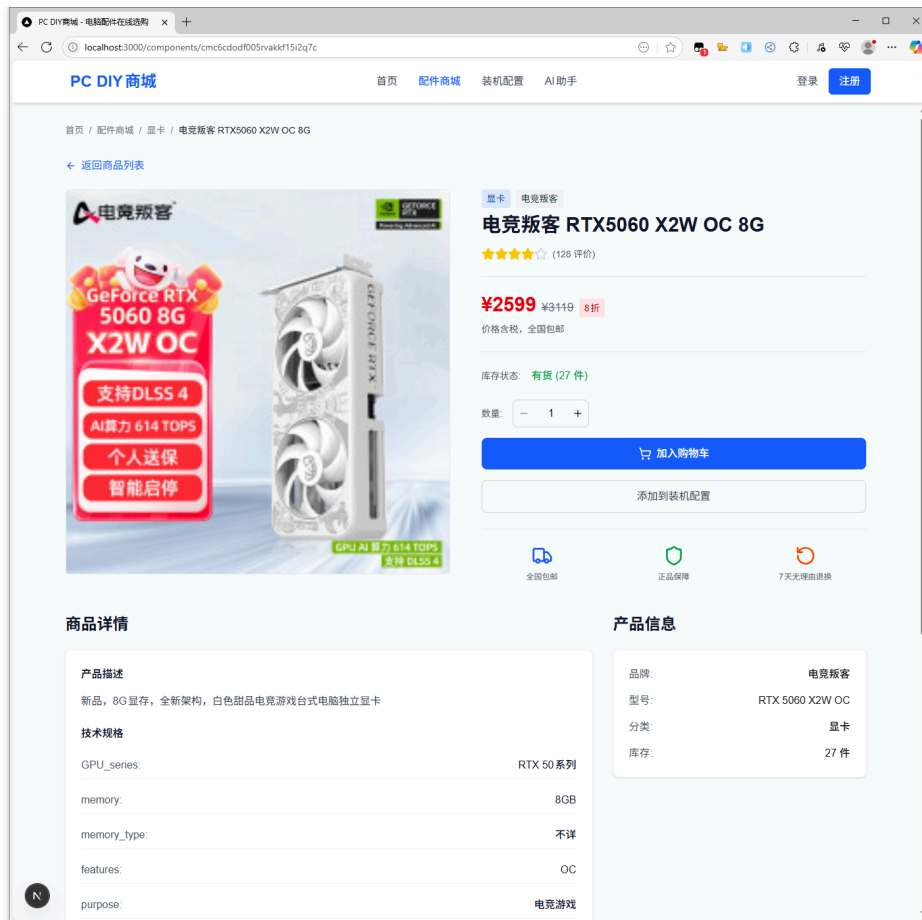 PC DIY商城 - 电脑配件在线选购
localhost:3000/components/cmc6cdodf005rvakkf15i2q7c
1
PC DIY 商城
首页 配件商城 装机配置 AI助手 登录 注册
首页 / 配件商城 / 显卡 / 电竞叛客 RTX5060 X2W OC 8G
← 返回商品列表
电竞叛客
GEFORCE RTX
Powering Advanced AI
GeForce RTX
5060 8G
X2W OC
支持DLSS 4
AI算力 614 TOPS
个人送保
智能启停
GEFORCE RTX
GPU AI 算力 614 TOPS
支持 DLSS 4
显卡 电竞叛客
电竞叛客 RTX5060 X2W OC 8G
(128 评价)
¥2599 ¥3119 8折
价格含税，全国包邮
库存状态: 有货 (27 件)
数量: − 1 +
加入购物车
添加到装机配置
全国包邮 正品保障 7天无理由退换
商品详情
产品描述
新品，8G显存，全新架构，白色甜品电竞游戏台式电脑独立显卡
技术规格
GPU_series: RTX 50系列
memory: 8GB
memory_type: 不详
features: OC
purpose: 电竞游戏
产品信息
品牌: 电竞叛客
型号: RTX 5060 X2W OC
分类: 显卡
库存: 27 件
N